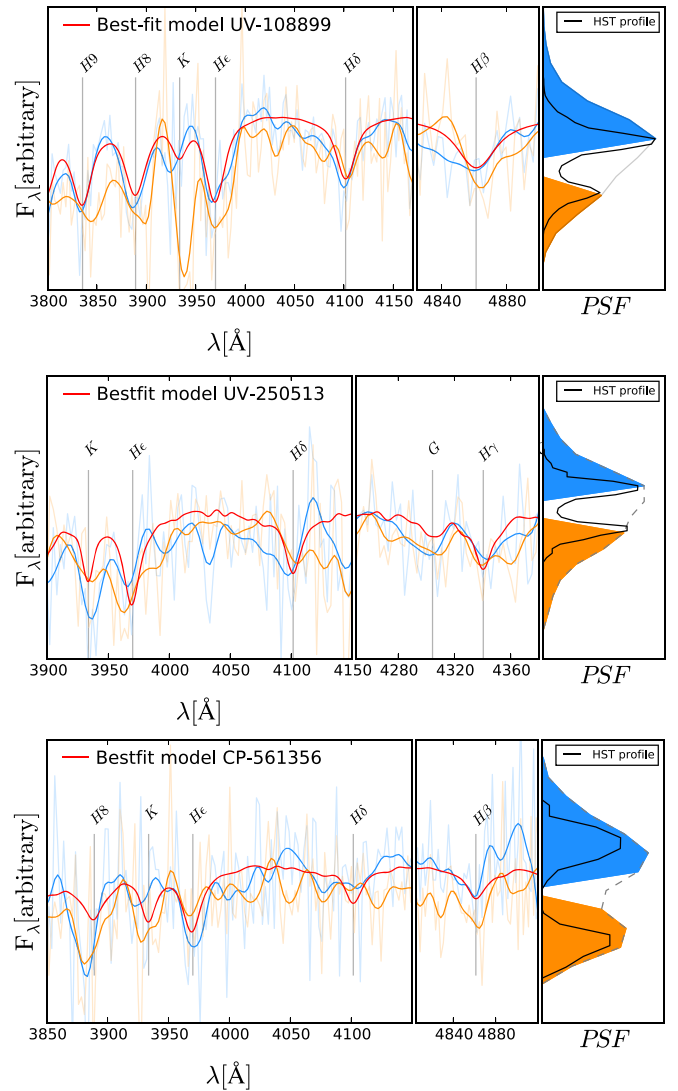 Best-fit model UV-108899
HST profile
H9 H8 K Hϵ Hδ Hβ
F_λ[arbitrary]
3800 3850 3900 3950 4000 4050 4100 4150 4840 4880
PSF
λ[Å]
Bestfit model UV-250513
HST profile
K Hϵ Hδ G Hγ
F_λ[arbitrary]
3900 3950 4000 4050 4100 4150 4280 4320 4360
PSF
λ[Å]
Bestfit model CP-561356
HST profile
H8 K Hϵ Hδ Hβ
F_λ[arbitrary]
3850 3900 3950 4000 4050 4100 4840 4880
PSF
λ[Å]